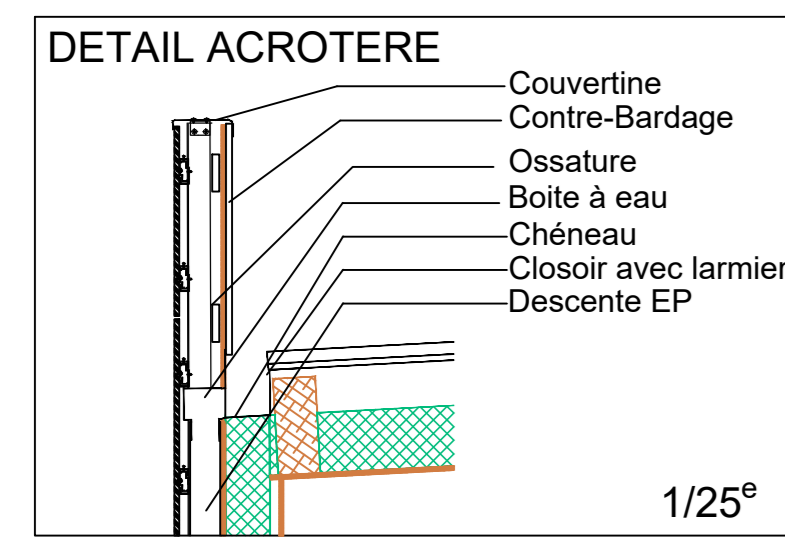 DETAIL ACROTERE
Couvertine
Contre-Bardage
Ossature
Boite à eau
Chéneau
Closoir avec larmier
Descente EP
1/25e